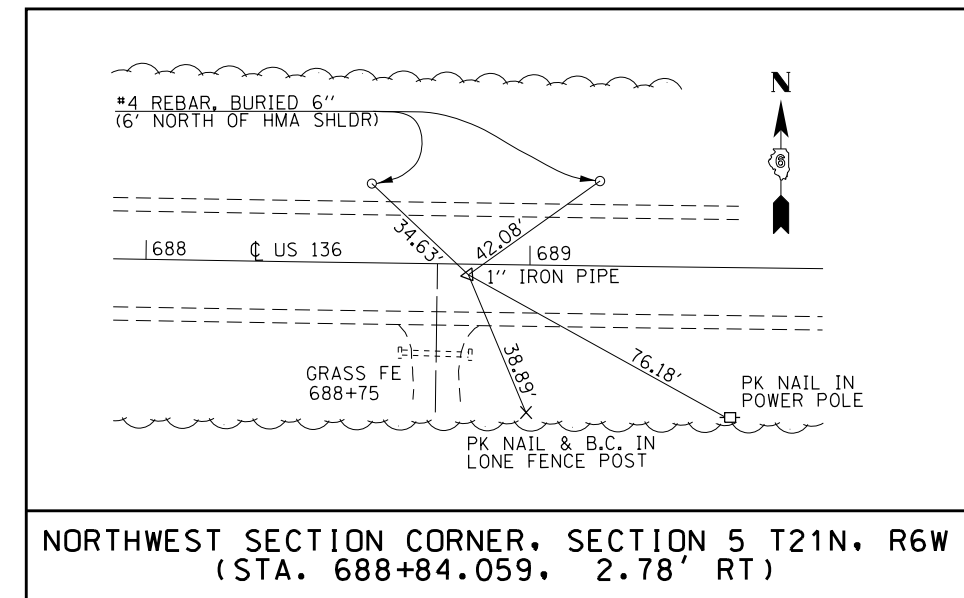 #4 REBAR, BURIED 6''
(6' NORTH OF HMA SHLDR)
N
6
34.63'
42.08'
688
℄ US 136
689
1'' IRON PIPE
GRASS FE
688+75
38.89'
76.18'
PK NAIL IN
POWER POLE
PK NAIL & B.C. IN
LONE FENCE POST
NORTHWEST SECTION CORNER, SECTION 5 T21N, R6W
(STA. 688+84.059, 2.78' RT)